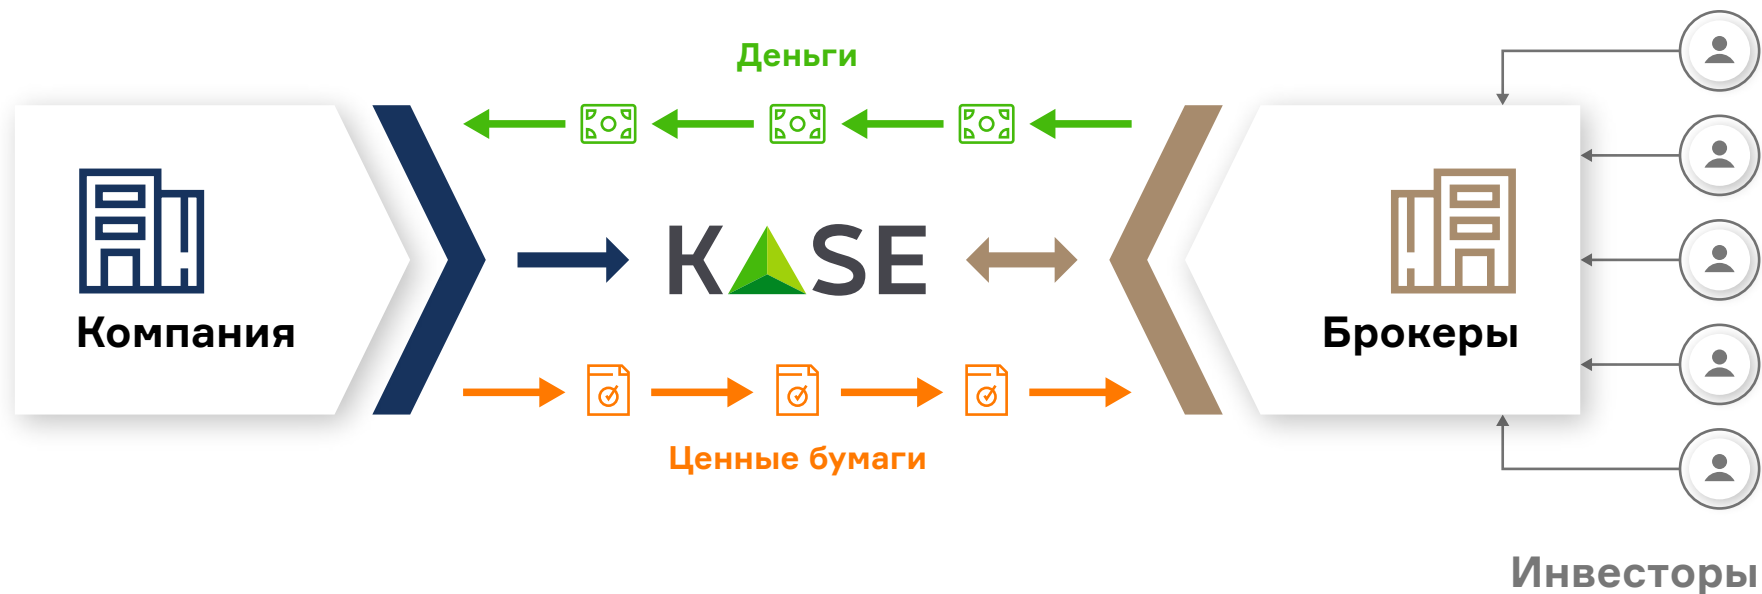 Деньги
KASE
Компания
Брокеры
Ценные бумаги
Инвесторы